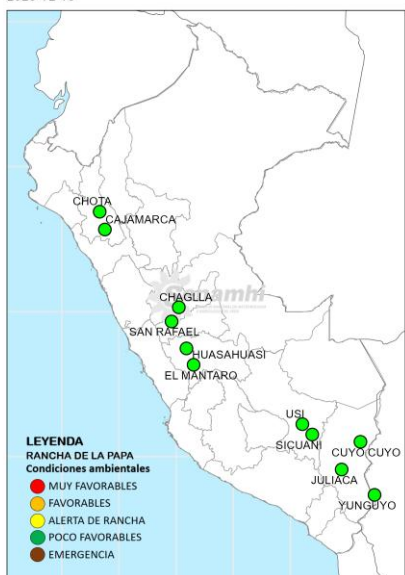 CHOTA
CAJAMARCA
Senamhi
CHAGLLA
SAN RAFAEL
HUASAHUASI
EL MANTARO
USI
SICUANI
CUYO CUYO
JULIACA
YUNGUYO
LEYENDA
RANCHA DE LA PAPA
Condiciones ambientales
MUY FAVORABLES
FAVORABLES
ALERTA DE RANCHA
POCO FAVORABLES
EMERGENCIA